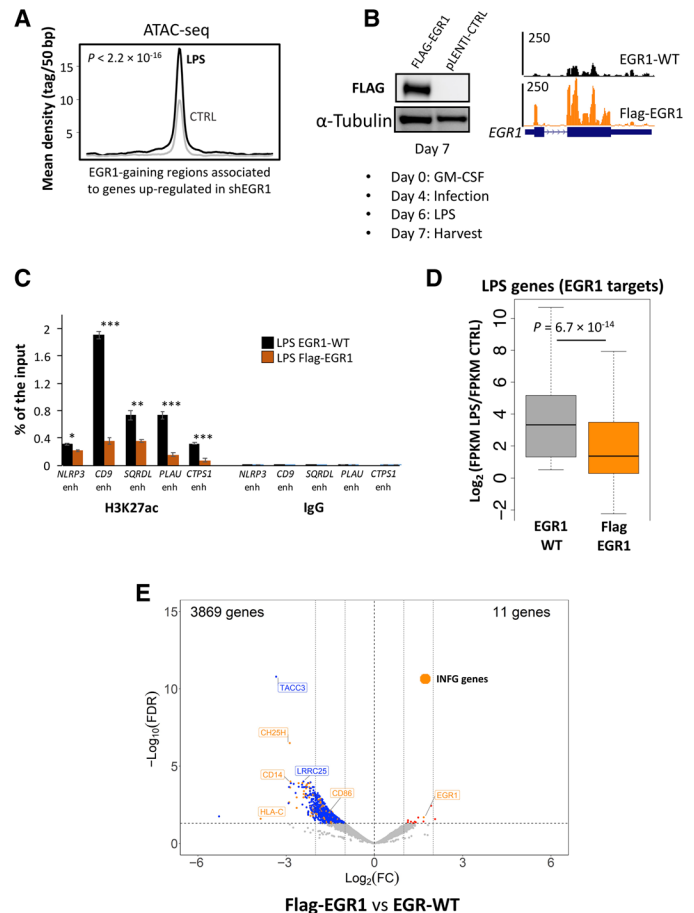 A
ATAC-seq
P < 2.2 × 10-16
LPS
CTRL
Mean density (tag/50 bp)
15
10
5
EGR1-gaining regions associated
to genes up-regulated in shEGR1
B
FLAG-EGR1
pLENTI-CTRL
FLAG
α-Tubulin
Day 7
• Day 0: GM-CSF
• Day 4: Infection
• Day 6: LPS
• Day 7: Harvest
250
EGR1-WT
250
Flag-EGR1
EGR1
C
% of the input
2
1.6
1.2
0.8
0.4
0
LPS EGR1-WT
LPS Flag-EGR1
* *** ** *** ***
NLRP3 CD9 SQRDL PLAU CTPS1 NLRP3 CD9 SQRDL PLAU CTPS1
enh enh enh enh enh enh enh enh enh enh
H3K27ac IgG
D
LPS genes (EGR1 targets)
P = 6.7 × 10-14
Log2 (FPKM LPS/FPKM CTRL)
10
8
6
4
2
0
−2
EGR1 Flag
WT EGR1
E
3869 genes 11 genes
INFG genes
TACC3
CH25H
CD14
LRRC25
CD86
HLA-C
EGR1
−Log10(FDR)
15
10
5
0
−6 −3 0 3 6
Log2(FC)
Flag-EGR1 vs EGR-WT